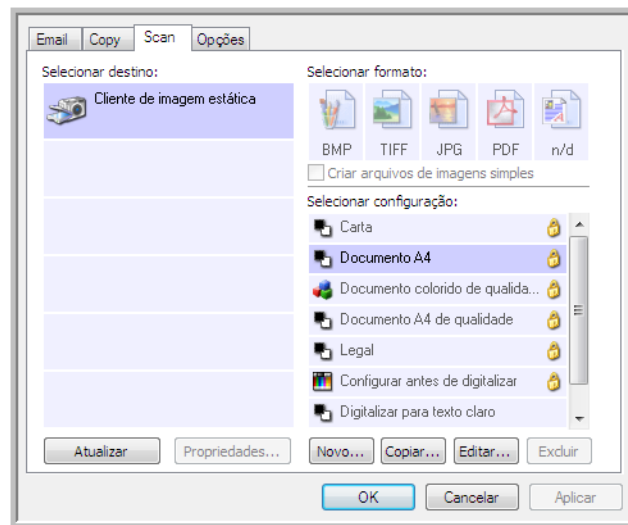 Email Copy Scan Opções
Selecionar destino:
Cliente de imagem estática
Selecionar formato:
BMP TIFF JPG PDF n/d
Criar arquivos de imagens simples
Selecionar configuração:
Carta
Documento A4
Documento colorido de qualida...
Documento A4 de qualidade
Legal
Configurar antes de digitalizar
Digitalizar para texto claro
Atualizar Propriedades... Novo... Copiar... Editar... Excluir
OK Cancelar Aplicar